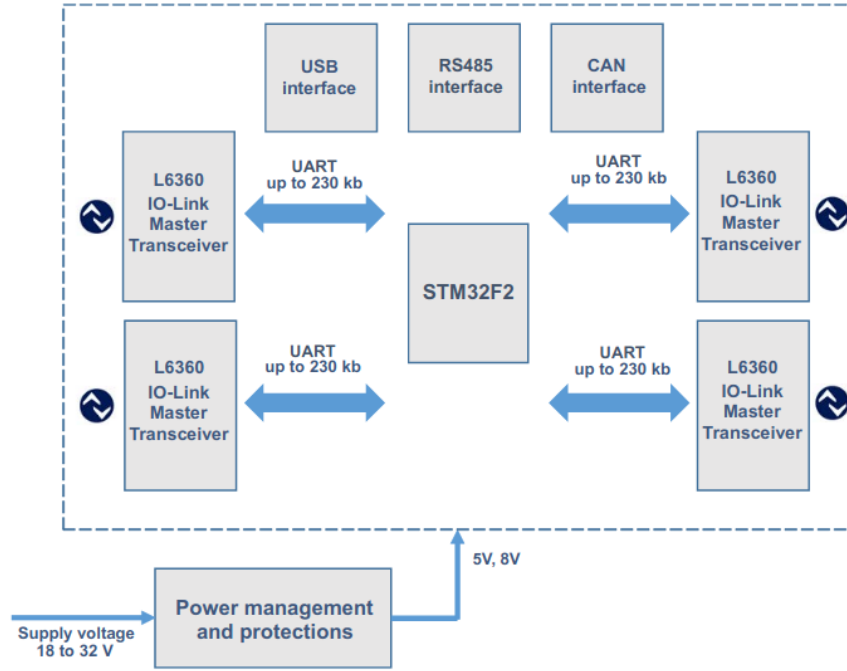 USB
interface
RS485
interface
CAN
interface
L6360
IO-Link
Master
Transceiver
UART
up to 230 kb
UART
up to 230 kb
L6360
IO-Link
Master
Transceiver
STM32F2
L6360
IO-Link
Master
Transceiver
UART
up to 230 kb
UART
up to 230 kb
L6360
IO-Link
Master
Transceiver
5V, 8V
Power management
and protections
Supply voltage
18 to 32 V